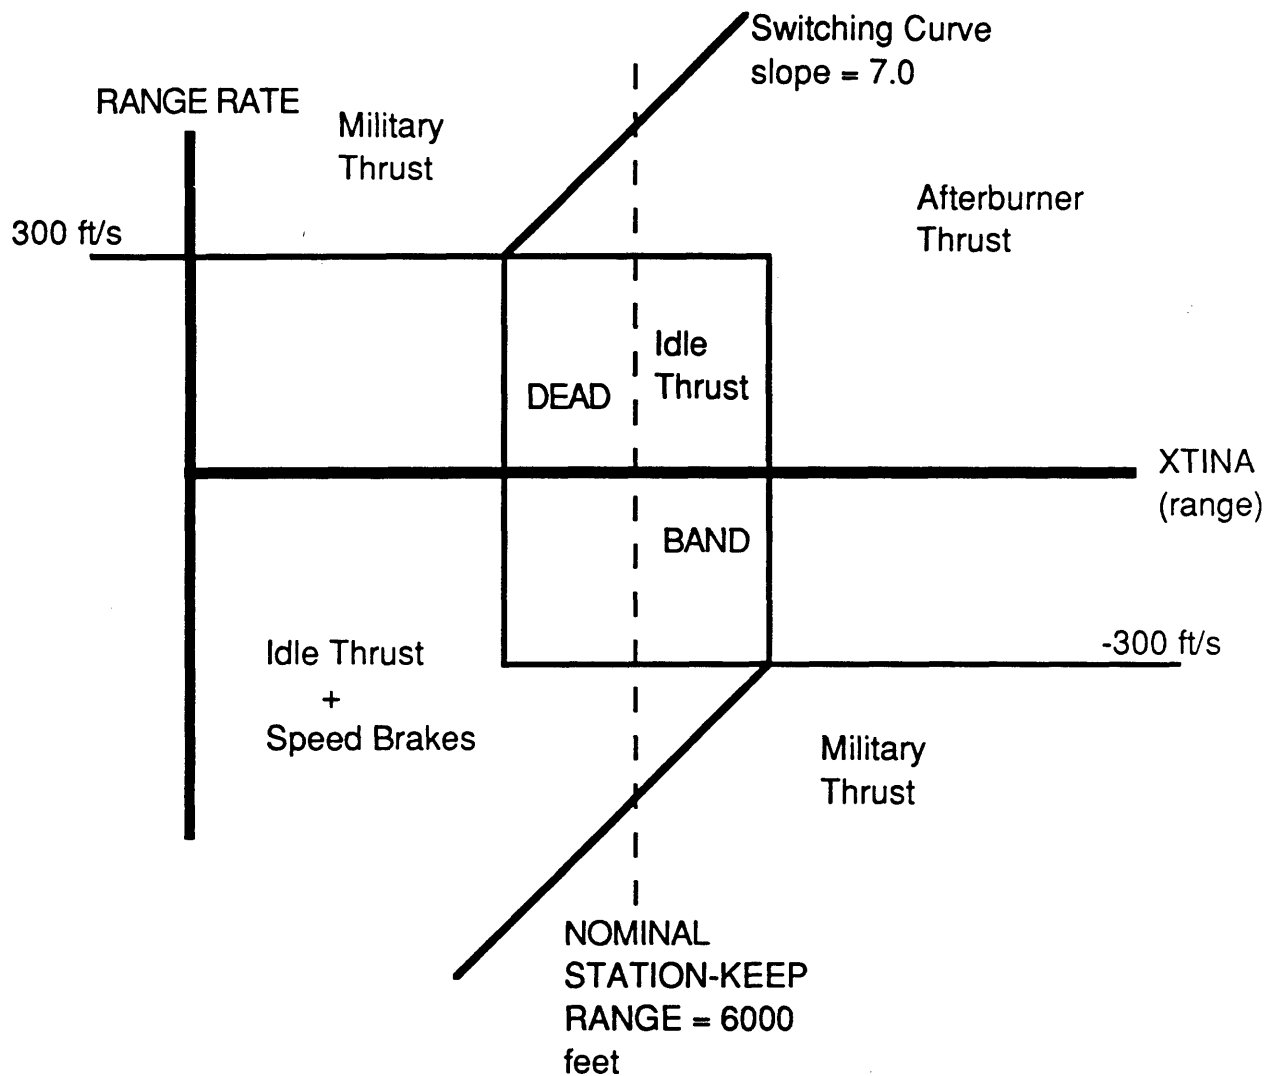 Switching Curve
slope = 7.0
RANGE RATE
Military
Thrust
Afterburner
Thrust
300 ft/s
Idle
Thrust
DEAD
XTINA
(range)
BAND
-300 ft/s
Idle Thrust
+
Speed Brakes
Military
Thrust
NOMINAL
STATION-KEEP
RANGE = 6000
feet